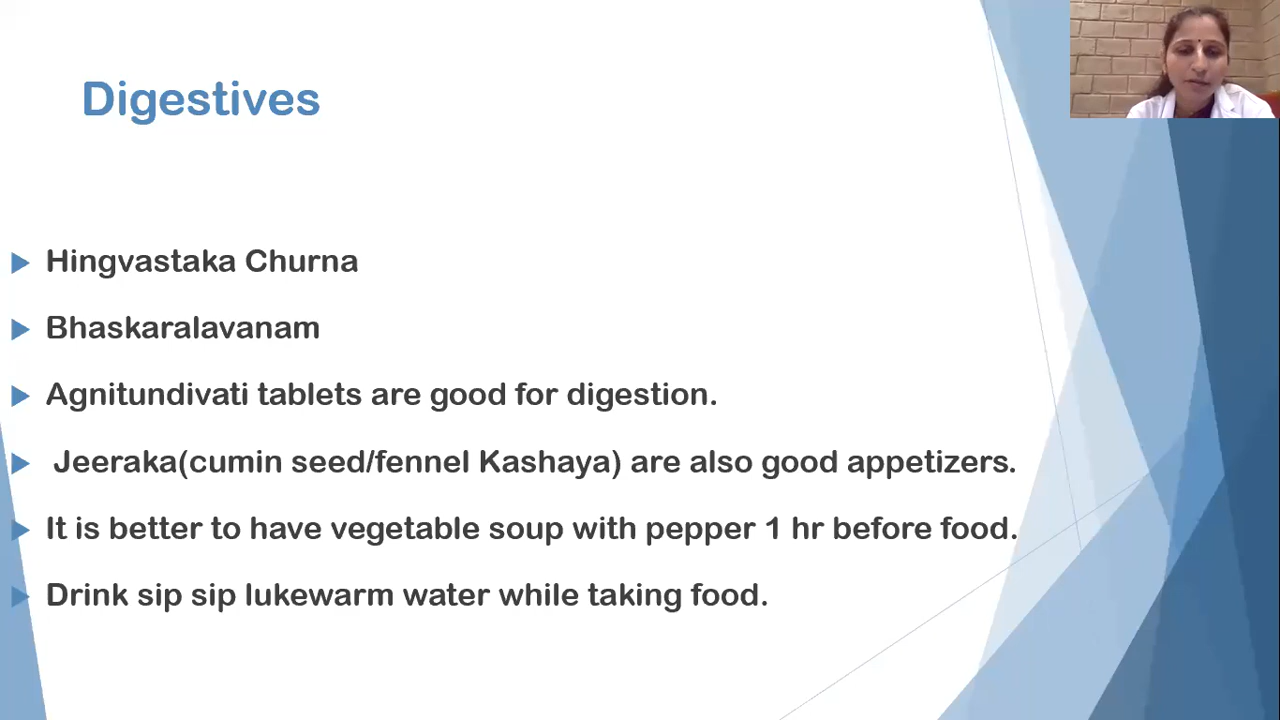 Digestives
Hingvastaka Churna
Bhaskaralavanam
Agnitundivati tablets are good for digestion.
Jeeraka(cumin seed/fennel Kashaya) are also good appetizers.
It is better to have vegetable soup with pepper 1 hr before food.
Drink sip sip lukewarm water while taking food.